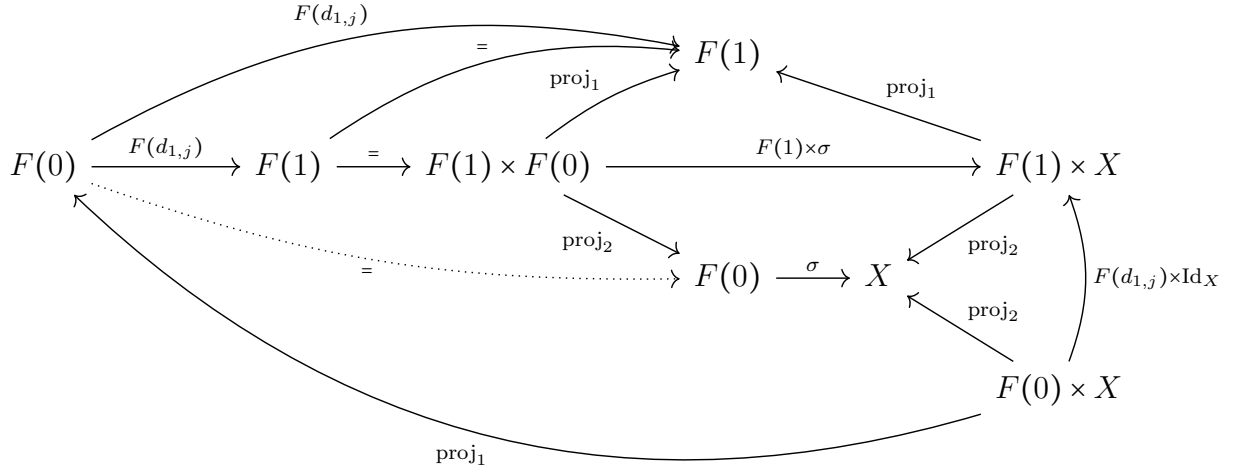 F(d_{1,j})
=
F(1)
proj_1
proj_1
F(0)
F(d_{1,j})
F(1)
=
F(1) × F(0)
F(1)×σ
F(1) × X
proj_2
proj_2
=
F(0)
σ
X
F(d_{1,j})×Id_X
proj_2
F(0) × X
proj_1